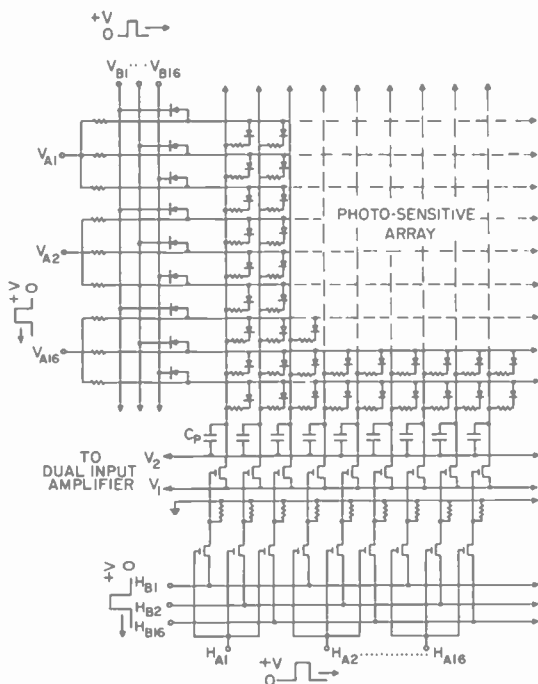 +V
0
V_B1 ... V_B16
V_A1
PHOTO-SENSITIVE
ARRAY
V_A2
+V
0
V_A16
C_P
TO
DUAL INPUT
AMPLIFIER
V_2
V_1
+V
0
H_B1
H_B2
H_B16
H_A1
H_A2 .............. H_A16
+V
0